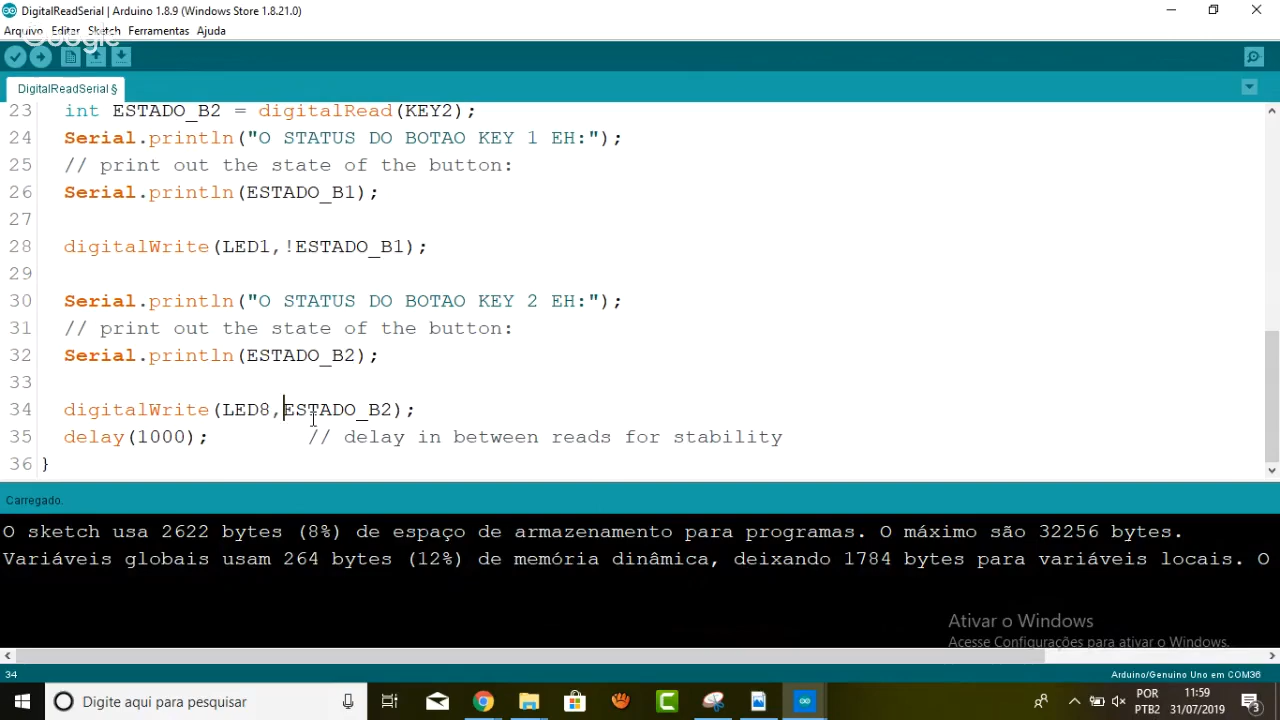 DigitalReadSerial | Arduino 1.8.9 (Windows Store 1.8.21.0)
Arquivo Editar Sketch Ferramentas Ajuda
Google
DigitalReadSerial §
23 int ESTADO_B2 = digitalRead(KEY2);
24 Serial.println("O STATUS DO BOTAO KEY 1 EH:");
25 // print out the state of the button:
26 Serial.println(ESTADO_B1);
27
28 digitalWrite(LED1,!ESTADO_B1);
29
30 Serial.println("O STATUS DO BOTAO KEY 2 EH:");
31 // print out the state of the button:
32 Serial.println(ESTADO_B2);
33
34 digitalWrite(LED8,ESTADO_B2);
35 delay(1000); // delay in between reads for stability
36 }
Carregado.
O sketch usa 2622 bytes (8%) de espaço de armazenamento para programas. O máximo são 32256 bytes.
Variáveis globais usam 264 bytes (12%) de memória dinâmica, deixando 1784 bytes para variáveis locais. O
Ativar o Windows
Acesse Configurações para ativar o Windows.
34 Arduino/Genuino Uno em COM36
Digite aqui para pesquisar
POR 11:59
PTB2 31/07/2019 3